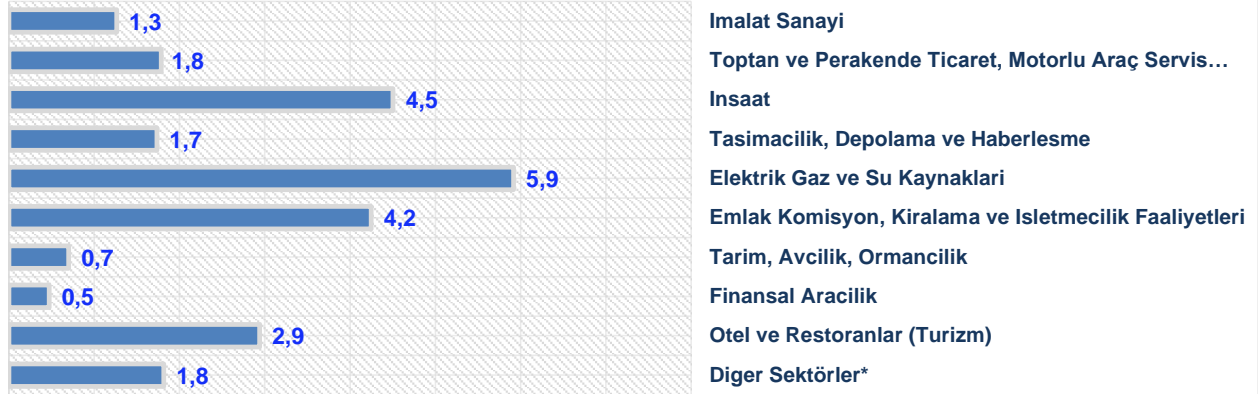 1,3 Imalat Sanayi
1,8 Toptan ve Perakende Ticaret, Motorlu Araç Servis…
4,5 Insaat
1,7 Tasimacilik, Depolama ve Haberlesme
5,9 Elektrik Gaz ve Su Kaynaklari
4,2 Emlak Komisyon, Kiralama ve Isletmecilik Faaliyetleri
0,7 Tarim, Avcilik, Ormancilik
0,5 Finansal Aracilik
2,9 Otel ve Restoranlar (Turizm)
1,8 Diger Sektörler*